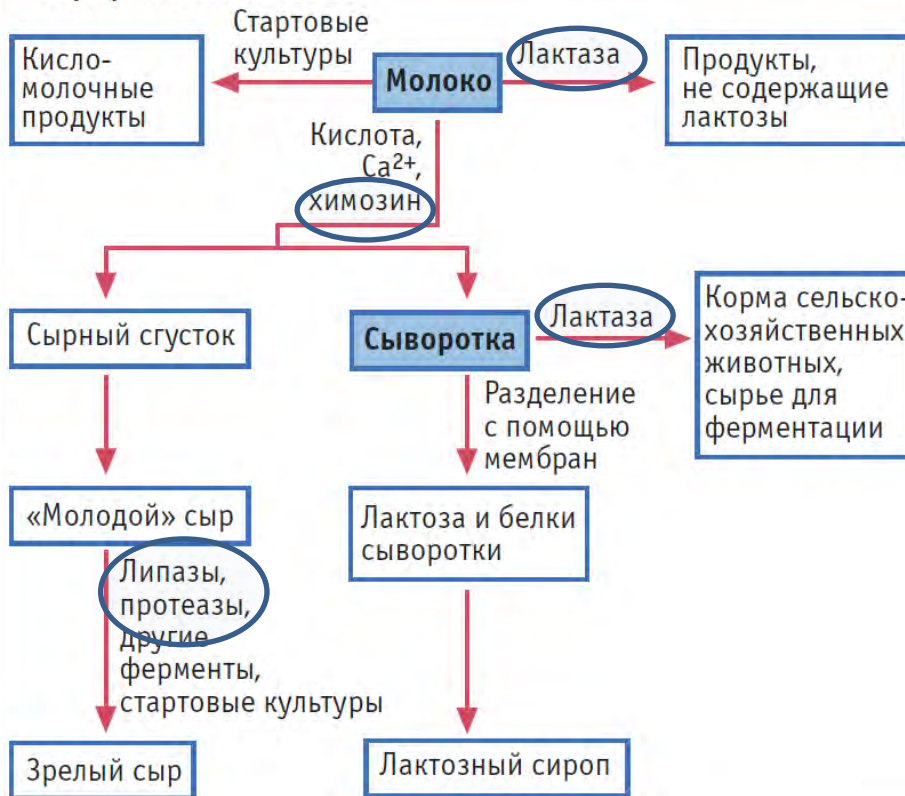 Стартовые
культуры
Кисло-
молочные
продукты
Молоко
Лактаза
Продукты,
не содержащие
лактозы
Кислота,
Ca²⁺,
химозин
Сырный сгусток
Сыворотка
Лактаза
Корма сельско-
хозяйственных
животных,
сырье для
ферментации
Разделение
с помощью
мембран
«Молодой» сыр
Лактоза и белки
сыворотки
Липазы,
протеазы,
другие
ферменты,
стартовые культуры
Зрелый сыр
Лактозный сироп